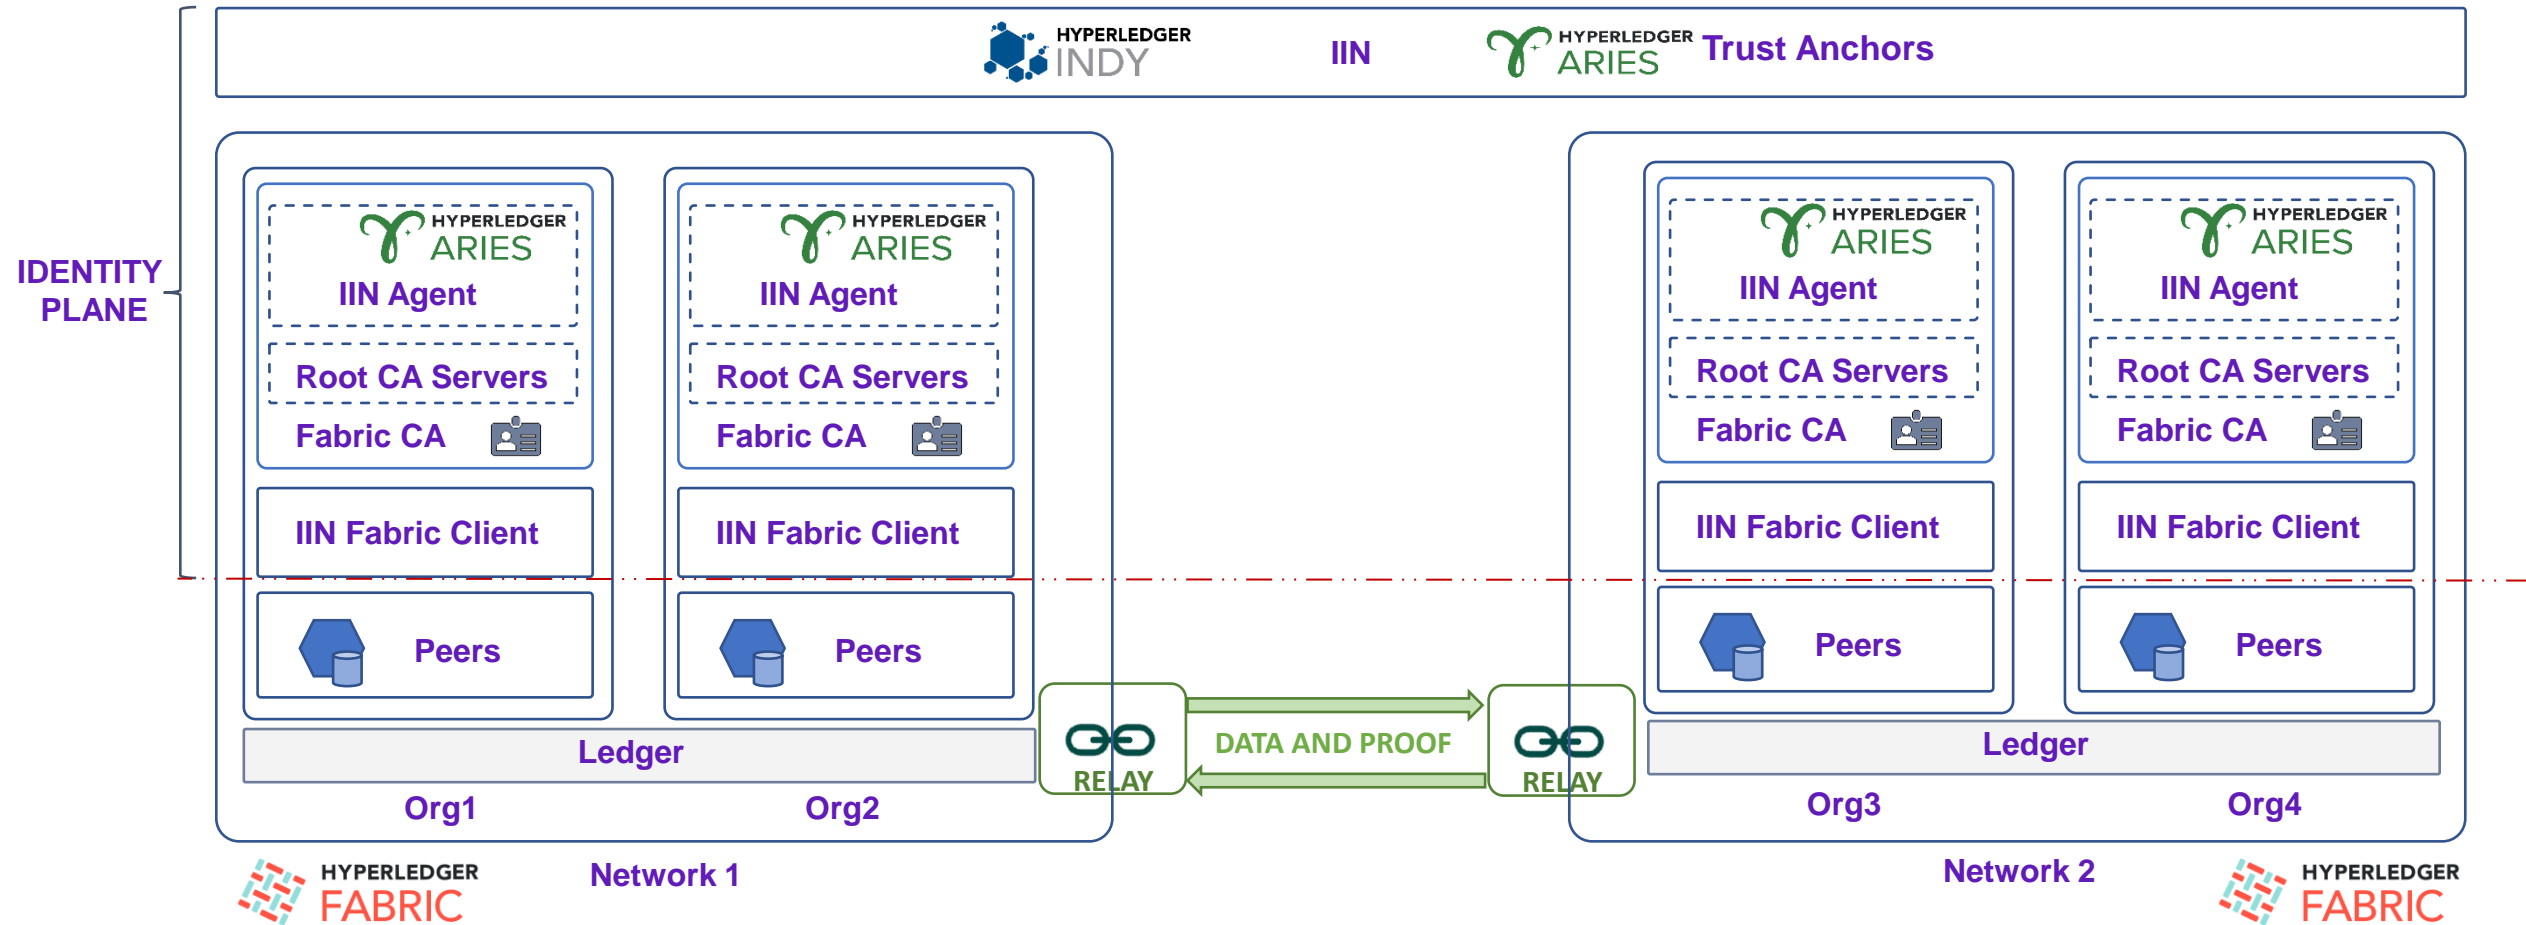 HYPERLEDGER
INDY
IIN
HYPERLEDGER
ARIES
Trust Anchors
IDENTITY
PLANE
HYPERLEDGER
ARIES
IIN Agent
Root CA Servers
Fabric CA
IIN Fabric Client
Peers
HYPERLEDGER
ARIES
IIN Agent
Root CA Servers
Fabric CA
IIN Fabric Client
Peers
Ledger
Org1
Org2
HYPERLEDGER
FABRIC
Network 1
RELAY
DATA AND PROOF
RELAY
HYPERLEDGER
ARIES
IIN Agent
Root CA Servers
Fabric CA
IIN Fabric Client
Peers
HYPERLEDGER
ARIES
IIN Agent
Root CA Servers
Fabric CA
IIN Fabric Client
Peers
Ledger
Org3
Org4
Network 2
HYPERLEDGER
FABRIC